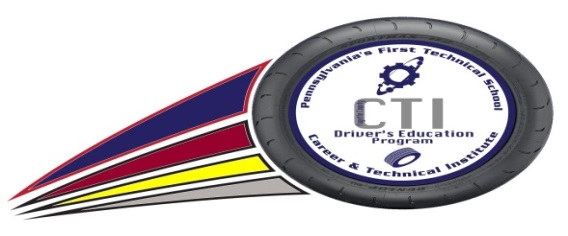 Pennsylvania's First Technical School
CTI
Driver's Education
Program
Career & Technical Institute